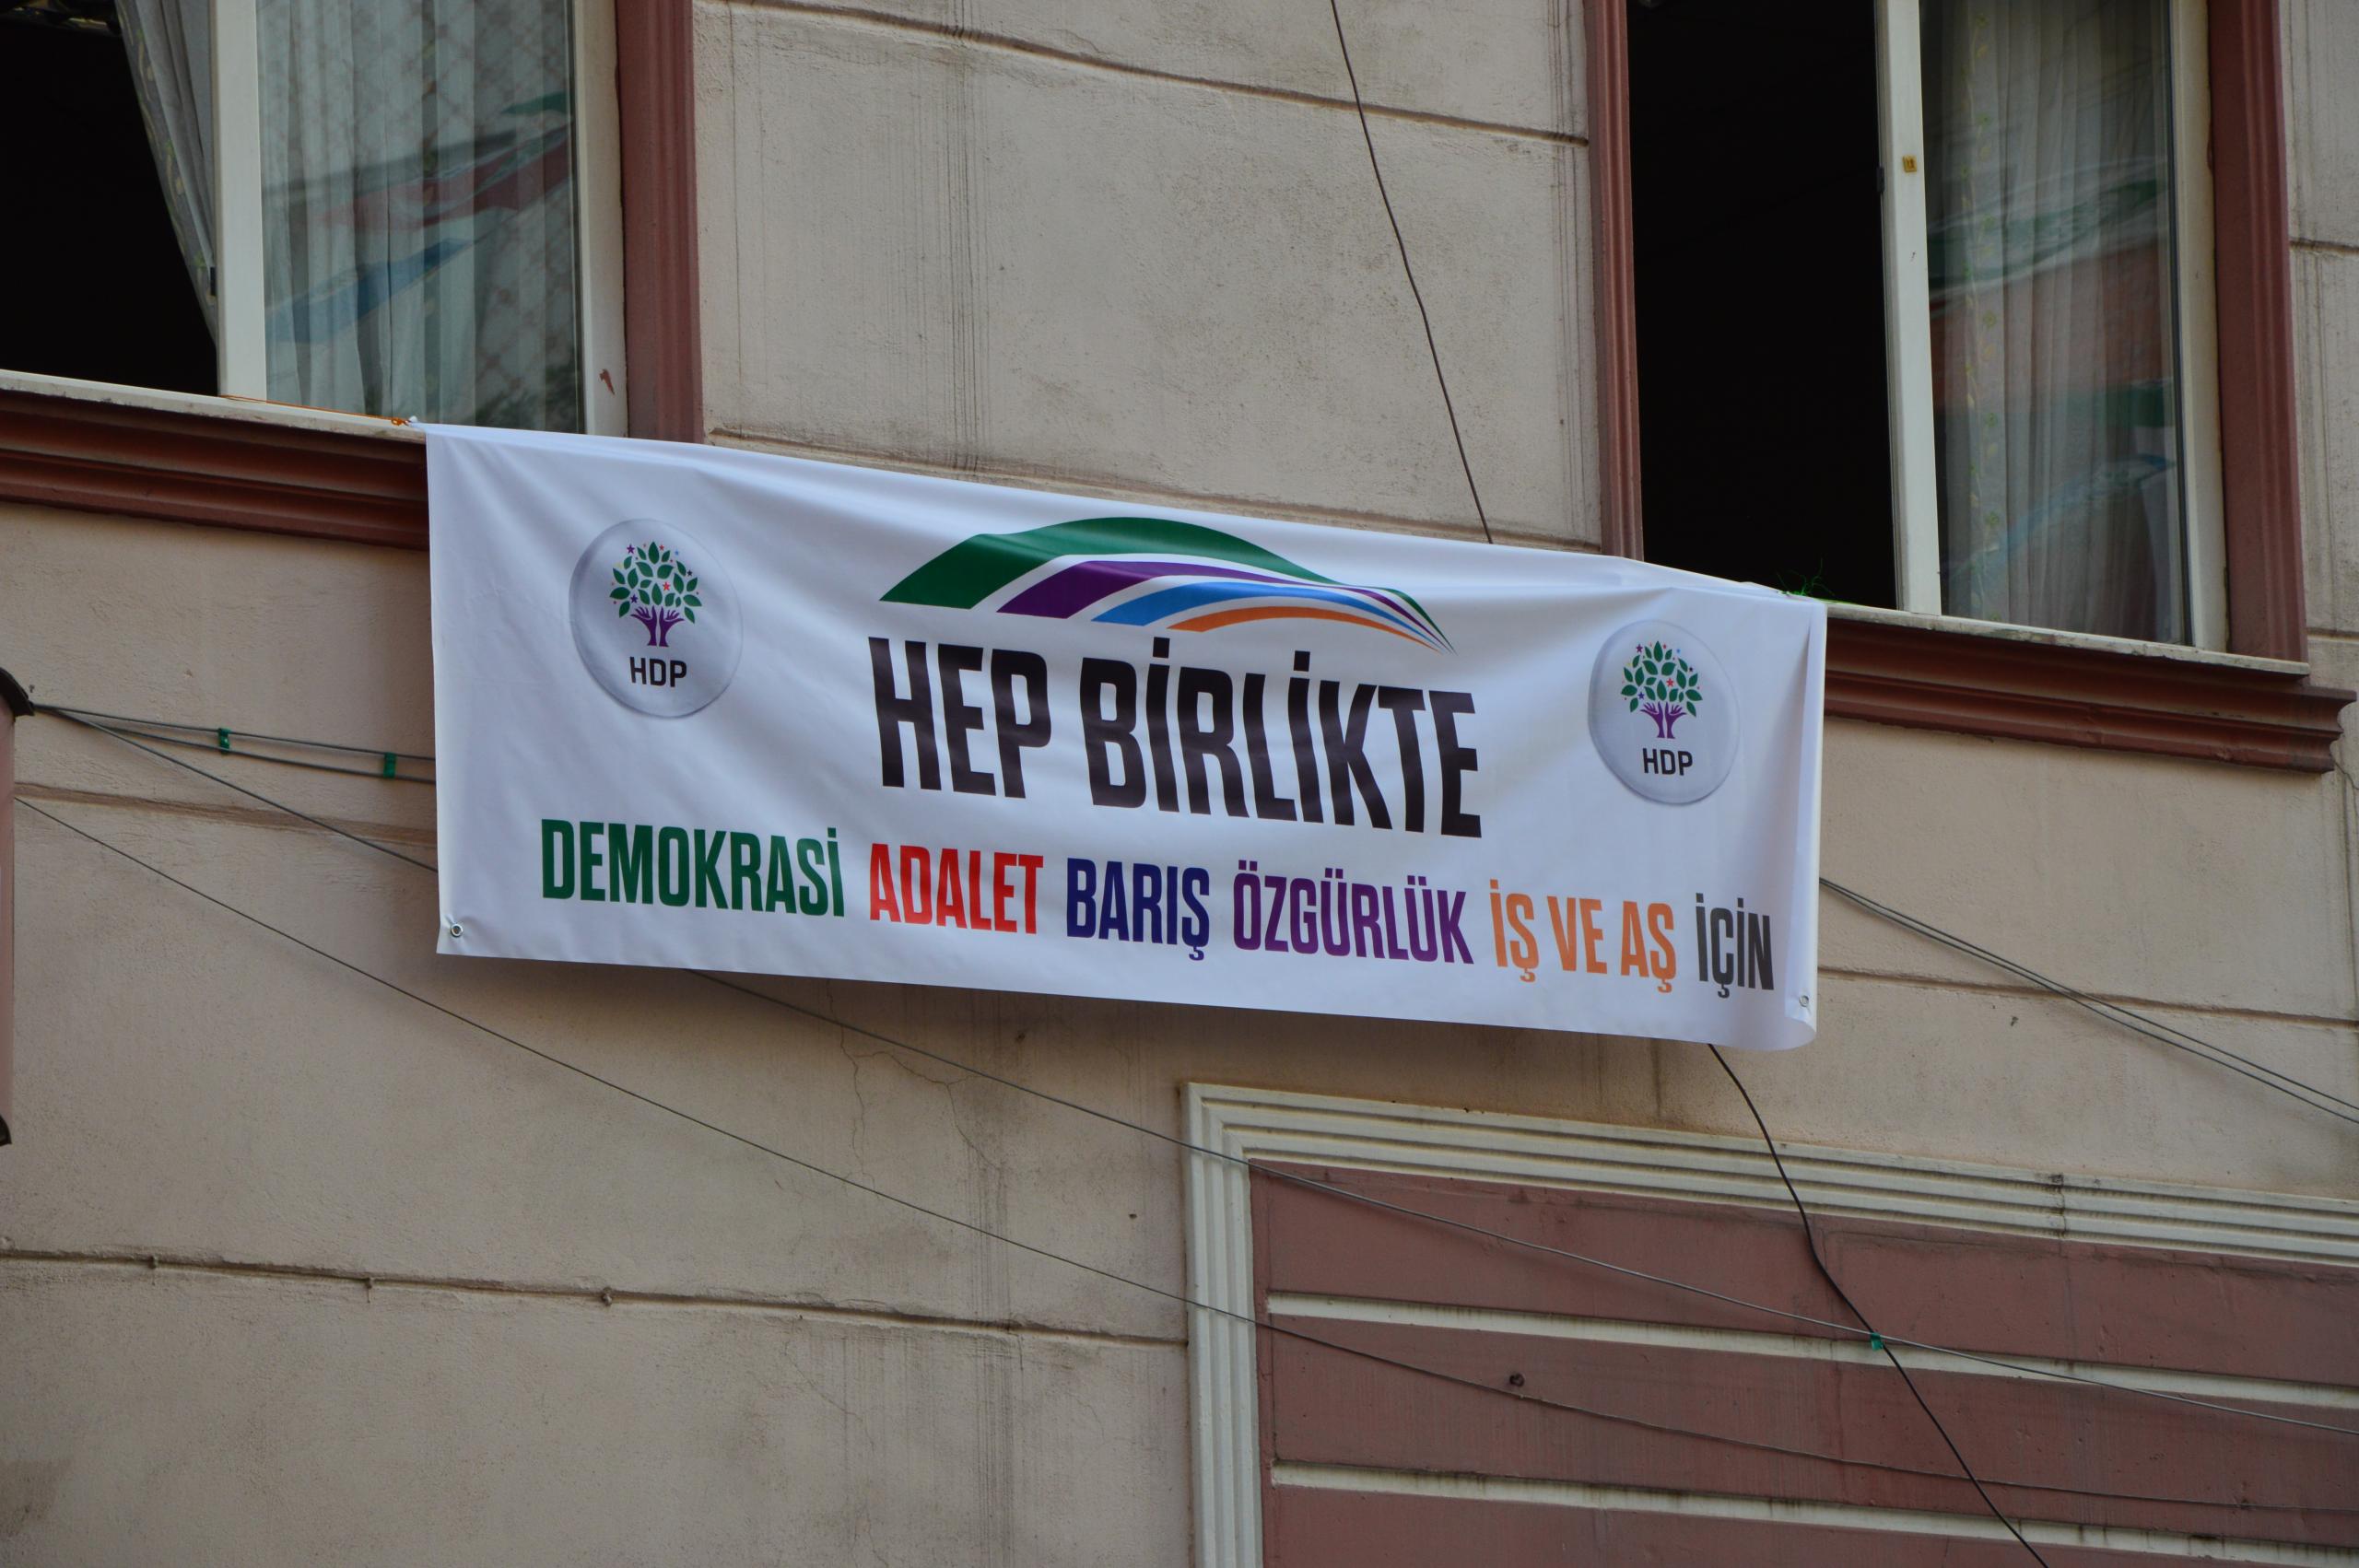 HEP BİRLİKTE
HDP
HDP
DEMOKRASİ ADALET BARIŞ ÖZGÜRLÜK İŞ VE AŞ İÇİN